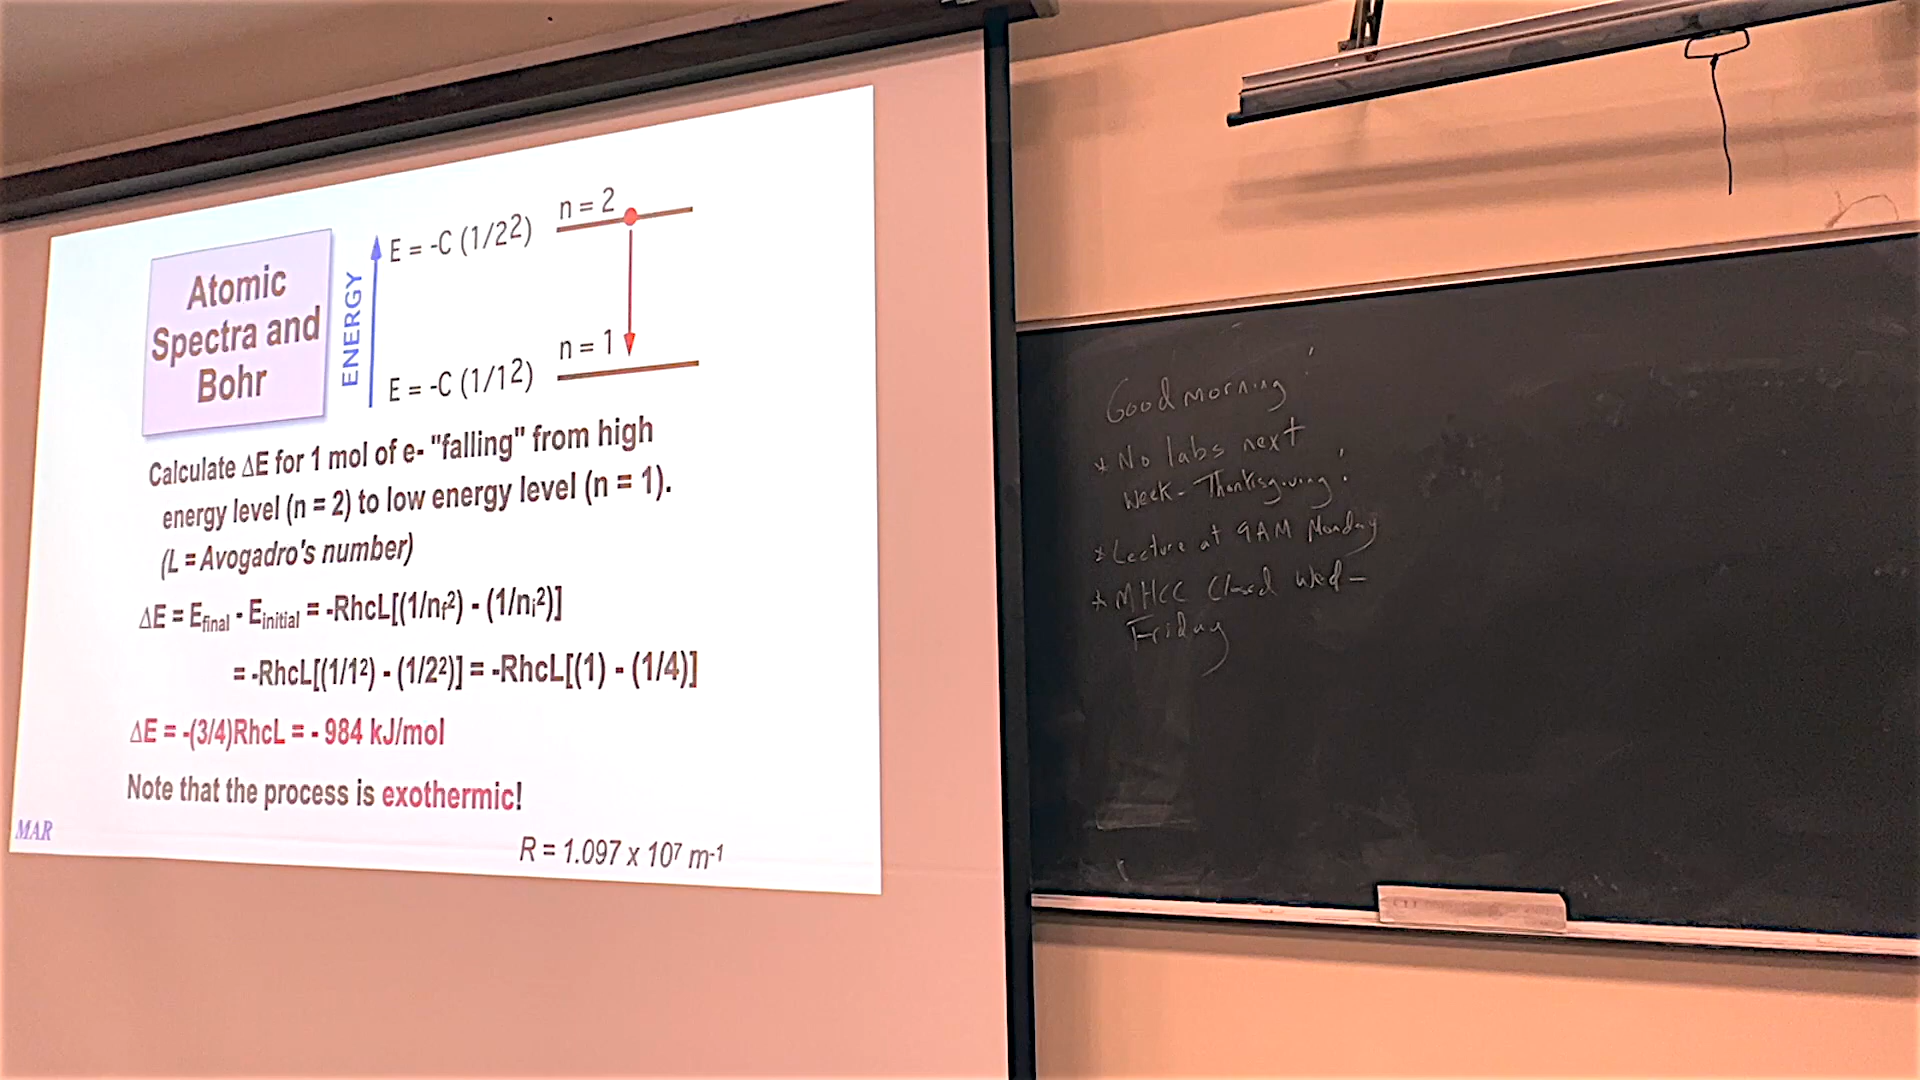 Atomic
Spectra and
Bohr
ENERGY
E = -C (1/2²)
n = 2
n = 1
E = -C (1/1²)
Calculate ΔE for 1 mol of e- "falling" from high
energy level (n = 2) to low energy level (n = 1).
(L = Avogadro's number)
ΔE = E_final - E_initial = -RhcL[(1/n_f²) - (1/n_i²)]
= -RhcL[(1/1²) - (1/2²)] = -RhcL[(1) - (1/4)]
ΔE = -(3/4)RhcL = - 984 kJ/mol
Note that the process is exothermic!
MAR
R = 1.097 x 10⁷ m⁻¹
Good morning!
* No labs next
week - Thanksgiving!
* Lecture at 9AM Monday
* MHCC Closed Wed -
Friday